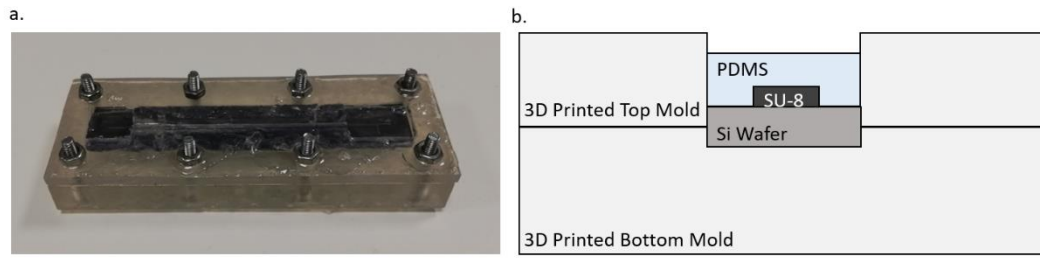 a.
b.
PDMS
SU-8
3D Printed Top Mold
Si Wafer
3D Printed Bottom Mold